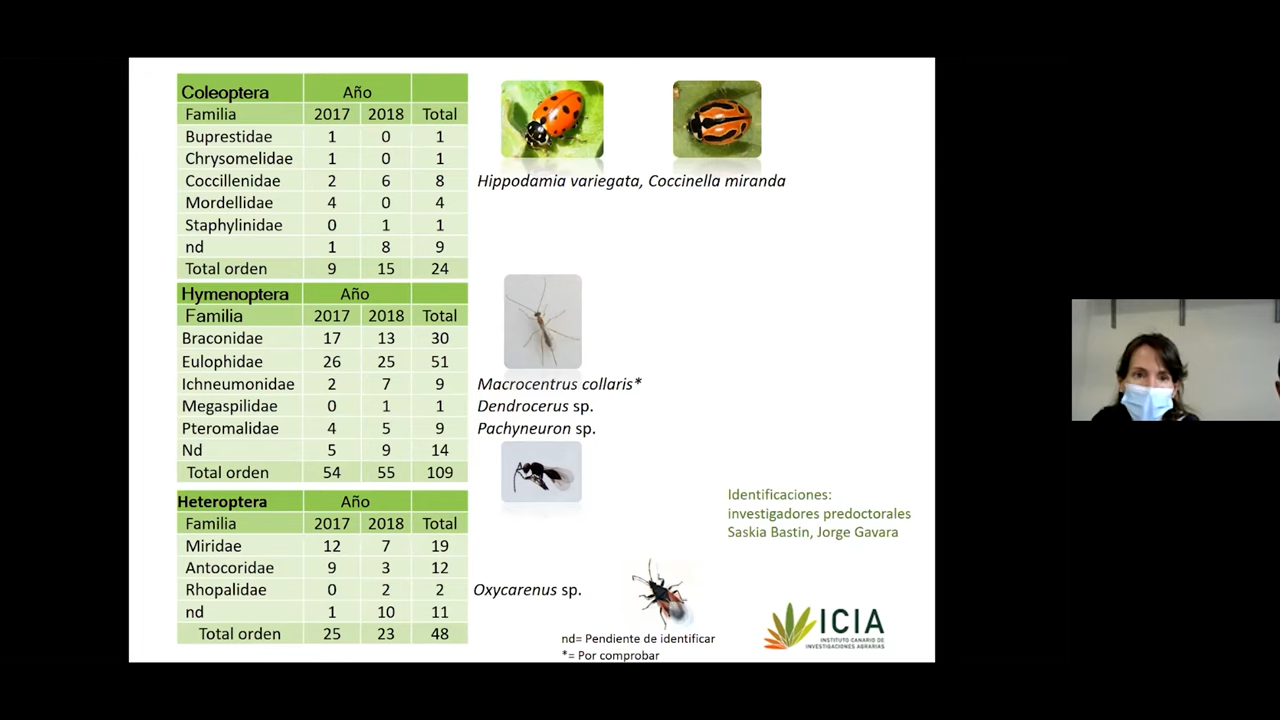 Coleoptera Año
Familia 2017 2018 Total
Buprestidae 1 0 1
Chrysomelidae 1 0 1
Coccillenidae 2 6 8
Hippodamia variegata, Coccinella miranda
Mordellidae 4 0 4
Staphylinidae 0 1 1
nd 1 8 9
Total orden 9 15 24
Hymenoptera Año
Familia 2017 2018 Total
Braconidae 17 13 30
Eulophidae 26 25 51
Ichneumonidae 2 7 9
Macrocentrus collaris*
Megaspilidae 0 1 1
Dendrocerus sp.
Pteromalidae 4 5 9
Pachyneuron sp.
Nd 5 9 14
Total orden 54 55 109
Heteroptera Año
Familia 2017 2018 Total
Miridae 12 7 19
Antocoridae 9 3 12
Rhopalidae 0 2 2
Oxycarenus sp.
nd 1 10 11
Total orden 25 23 48
Identificaciones:
investigadores predoctorales
Saskia Bastin, Jorge Gavara
nd= Pendiente de identificar
*= Por comprobar
ICIA
INSTITUTO CANARIO DE
INVESTIGACIONES AGRARIAS